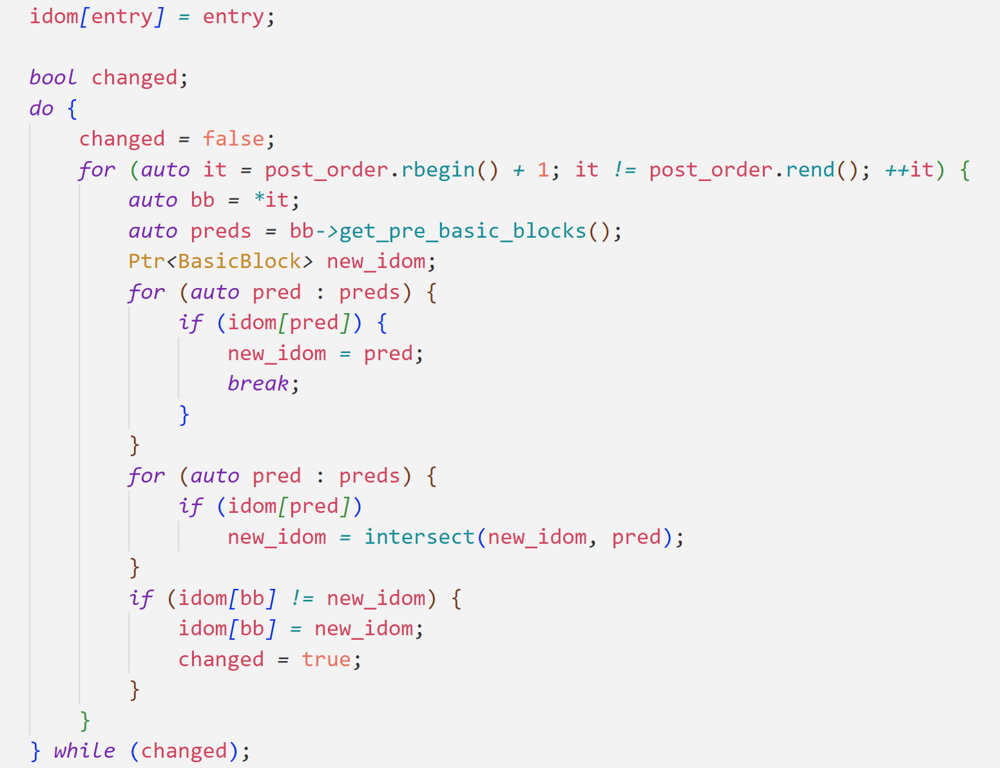 idom[entry] = entry;

bool changed;
do {
    changed = false;
    for (auto it = post_order.rbegin() + 1; it != post_order.rend(); ++it) {
        auto bb = *it;
        auto preds = bb->get_pre_basic_blocks();
        Ptr<BasicBlock> new_idom;
        for (auto pred : preds) {
            if (idom[pred]) {
                new_idom = pred;
                break;
            }
        }
        for (auto pred : preds) {
            if (idom[pred])
                new_idom = intersect(new_idom, pred);
        }
        if (idom[bb] != new_idom) {
            idom[bb] = new_idom;
            changed = true;
        }
    }
} while (changed);